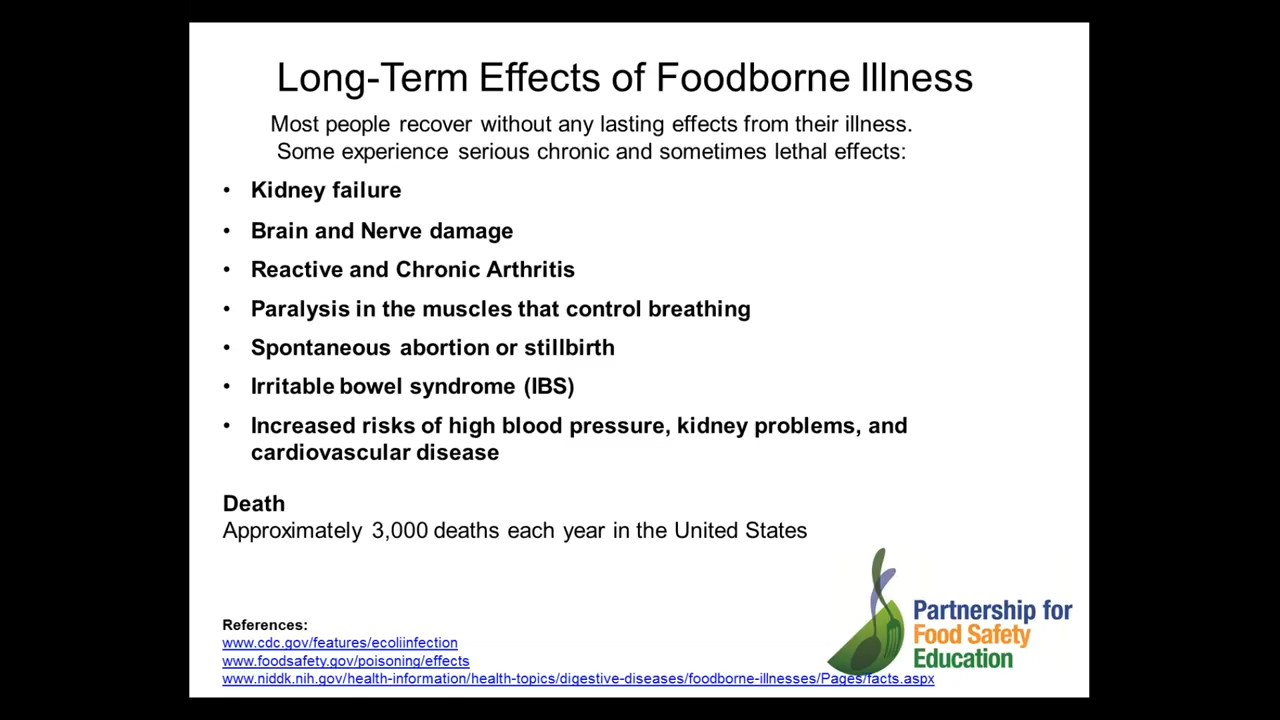 Long-Term Effects of Foodborne Illness
Most people recover without any lasting effects from their illness.
Some experience serious chronic and sometimes lethal effects:
• Kidney failure
• Brain and Nerve damage
• Reactive and Chronic Arthritis
• Paralysis in the muscles that control breathing
• Spontaneous abortion or stillbirth
• Irritable bowel syndrome (IBS)
• Increased risks of high blood pressure, kidney problems, and
cardiovascular disease
Death
Approximately 3,000 deaths each year in the United States
References:
www.cdc.gov/features/ecoliinfection
www.foodsafety.gov/poisoning/effects
www.niddk.nih.gov/health-information/health-topics/digestive-diseases/foodborne-illnesses/Pages/facts.aspx
Partnership for
Food Safety
Education